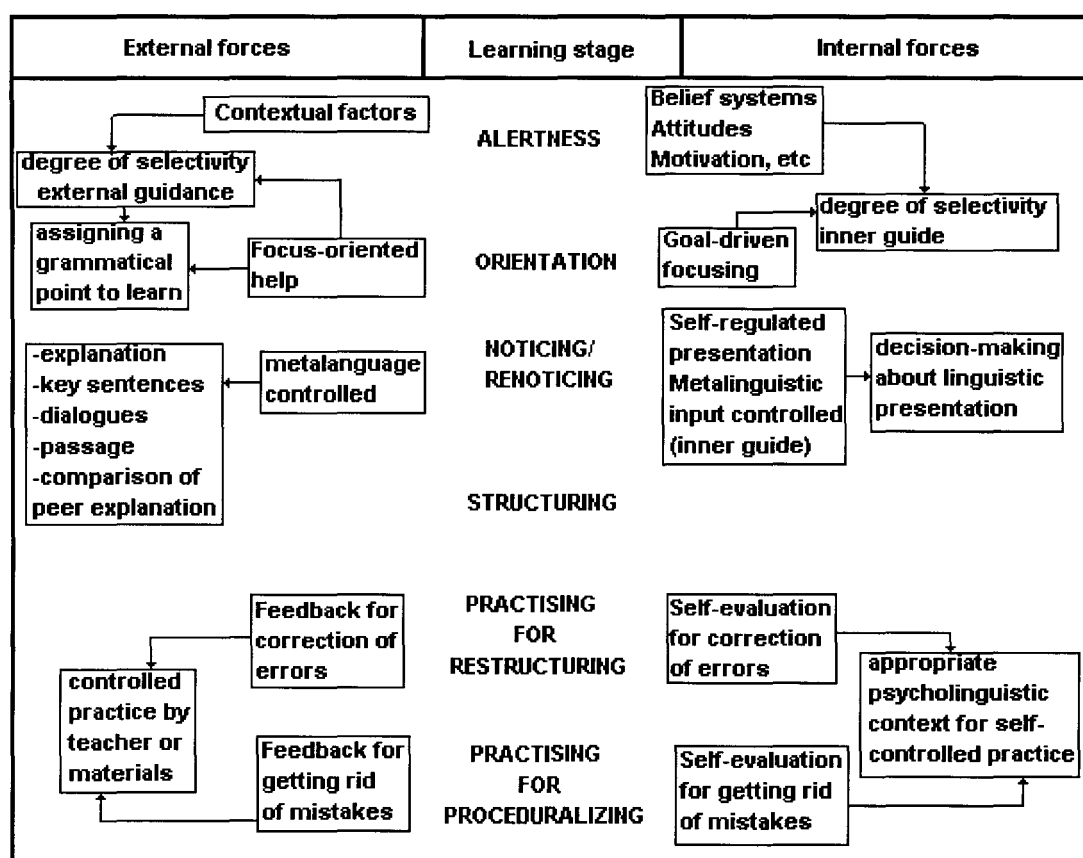 External forces
Learning stage
Internal forces
Contextual factors
degree of selectivity
external guidance
assigning a
grammatical
point to learn
Focus-oriented
help
ALERTNESS
ORIENTATION
Belief systems
Attitudes
Motivation, etc
degree of selectivity
inner guide
Goal-driven
focusing
-explanation
-key sentences
-dialogues
-passage
-comparison of
peer explanation
metalanguage
controlled
NOTICING/
RENOTICING
STRUCTURING
Self-regulated
presentation
Metalinguistic
input controlled
(inner guide)
decision-making
about linguistic
presentation
Feedback for
correction of
errors
controlled
practice by
teacher or
materials
Feedback for
getting rid
of mistakes
PRACTISING
FOR
RESTRUCTURING
PRACTISING
FOR
PROCEDURALIZING
Self-evaluation
for correction
of errors
appropriate
psycholinguistic
context for self-
controlled practice
Self-evaluation
for getting rid
of mistakes